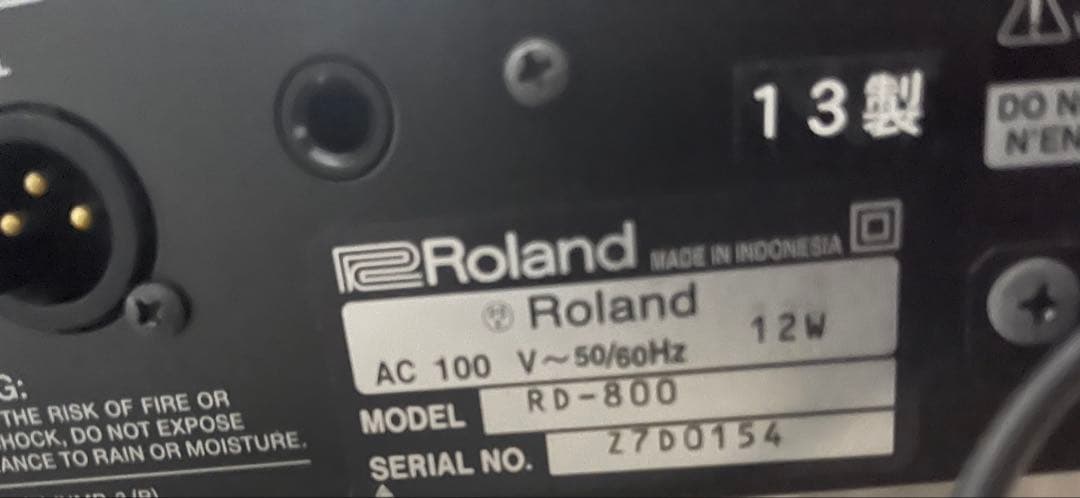 13製
DO N
N'EN
Roland MADE IN INDONESIA
Roland 12W
AC 100 V~50/60Hz
MODEL RD-800
SERIAL NO. Z7D0154
G:
THE RISK OF FIRE OR
HOCK, DO NOT EXPOSE
ANCE TO RAIN OR MOISTURE.